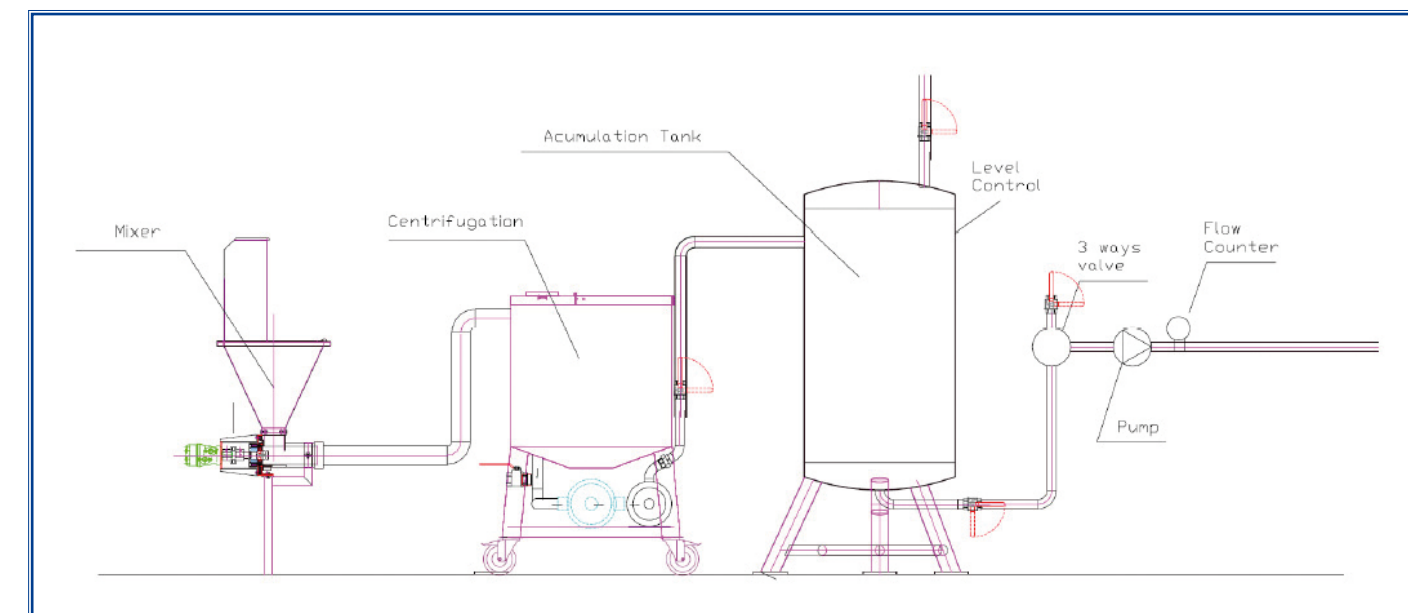 Acumulation Tank
Level
Control
Centrifugation
Mixer
Flow
Counter
3 ways
valve
Pump